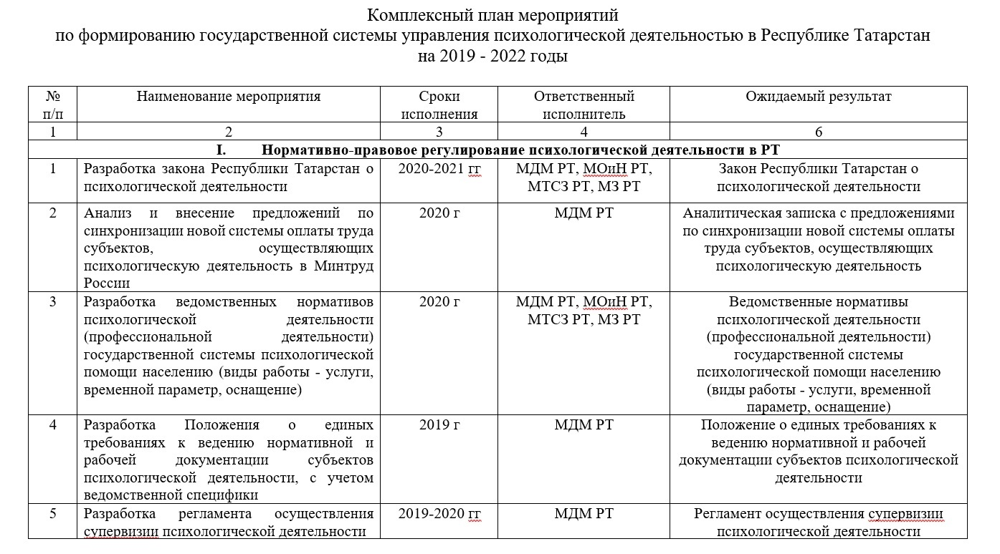 Комплексный план мероприятий
по формированию государственной системы управления психологической деятельностью в Республике Татарстан
на 2019 - 2022 годы
№
п/п
Наименование мероприятия
Сроки
исполнения
Ответственный
исполнитель
Ожидаемый результат
1
2
3
4
6
I. Нормативно-правовое регулирование психологической деятельности в РТ
1
Разработка закона Республики Татарстан о
психологической деятельности
2020-2021 гг
МДМ РТ, МОиН РТ,
МТСЗ РТ, МЗ РТ
Закон Республики Татарстан о
психологической деятельности
2
Анализ и внесение предложений по
синхронизации новой системы оплаты труда
субъектов, осуществляющих
психологическую деятельность в Минтруд
России
2020 г
МДМ РТ
Аналитическая записка с предложениями
по синхронизации новой системы оплаты
труда субъектов, осуществляющих
психологическую деятельность
3
Разработка ведомственных нормативов
психологической деятельности
(профессиональной деятельности)
государственной системы психологической
помощи населению (виды работы - услуги,
временной параметр, оснащение)
2020 г
МДМ РТ, МОиН РТ,
МТСЗ РТ, МЗ РТ
Ведомственные нормативы
психологической деятельности
(профессиональной деятельности)
государственной системы
психологической помощи населению
(виды работы - услуги, временной
параметр, оснащение)
4
Разработка Положения о единых
требованиях к ведению нормативной и
рабочей документации субъектов
психологической деятельности, с учетом
ведомственной специфики
2019 г
МДМ РТ
Положение о единых требованиях к
ведению нормативной и рабочей
документации субъектов психологической
деятельности
5
Разработка регламента осуществления
супервизии психологической деятельности
2019-2020 гг
МДМ РТ
Регламент осуществления супервизии
психологической деятельности